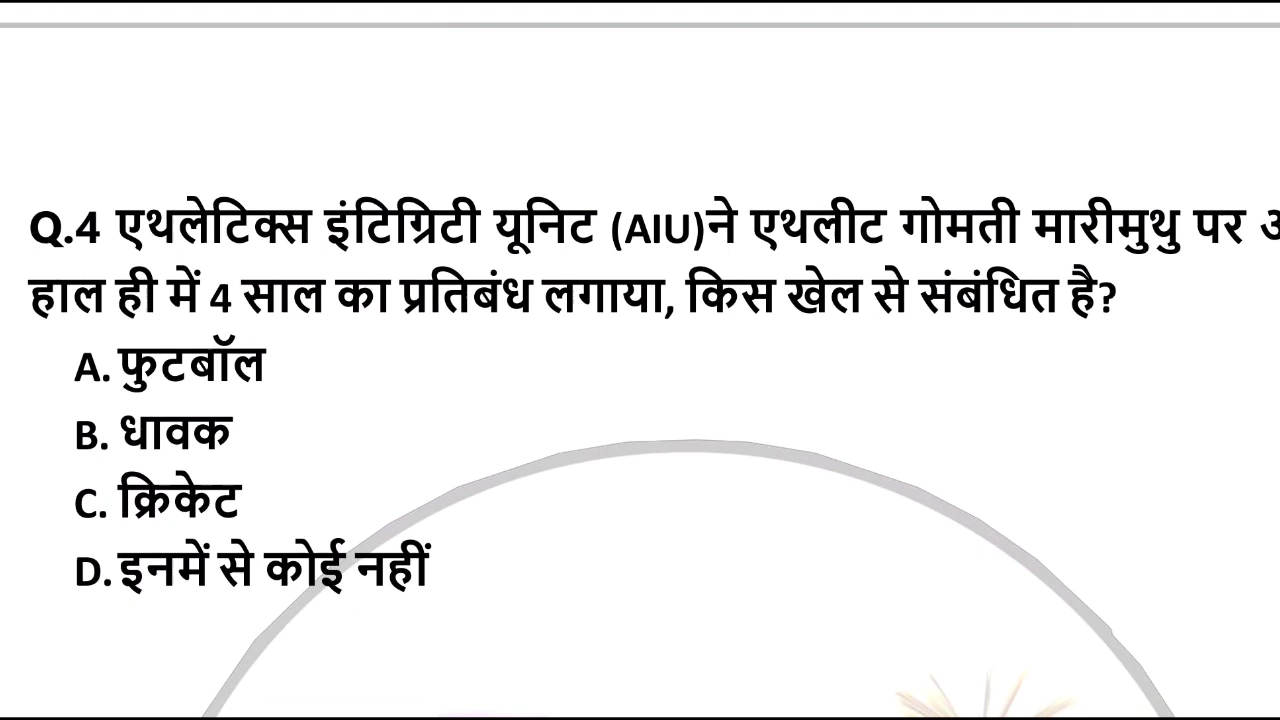 Q.4 एथलेटिक्स इंटिग्रिटी यूनिट (AIU)ने एथलीट गोमती मारीमुथु पर
हाल ही में 4 साल का प्रतिबंध लगाया, किस खेल से संबंधित है?
A. फुटबॉल
B. धावक
C. क्रिकेट
D. इनमें से कोई नहीं